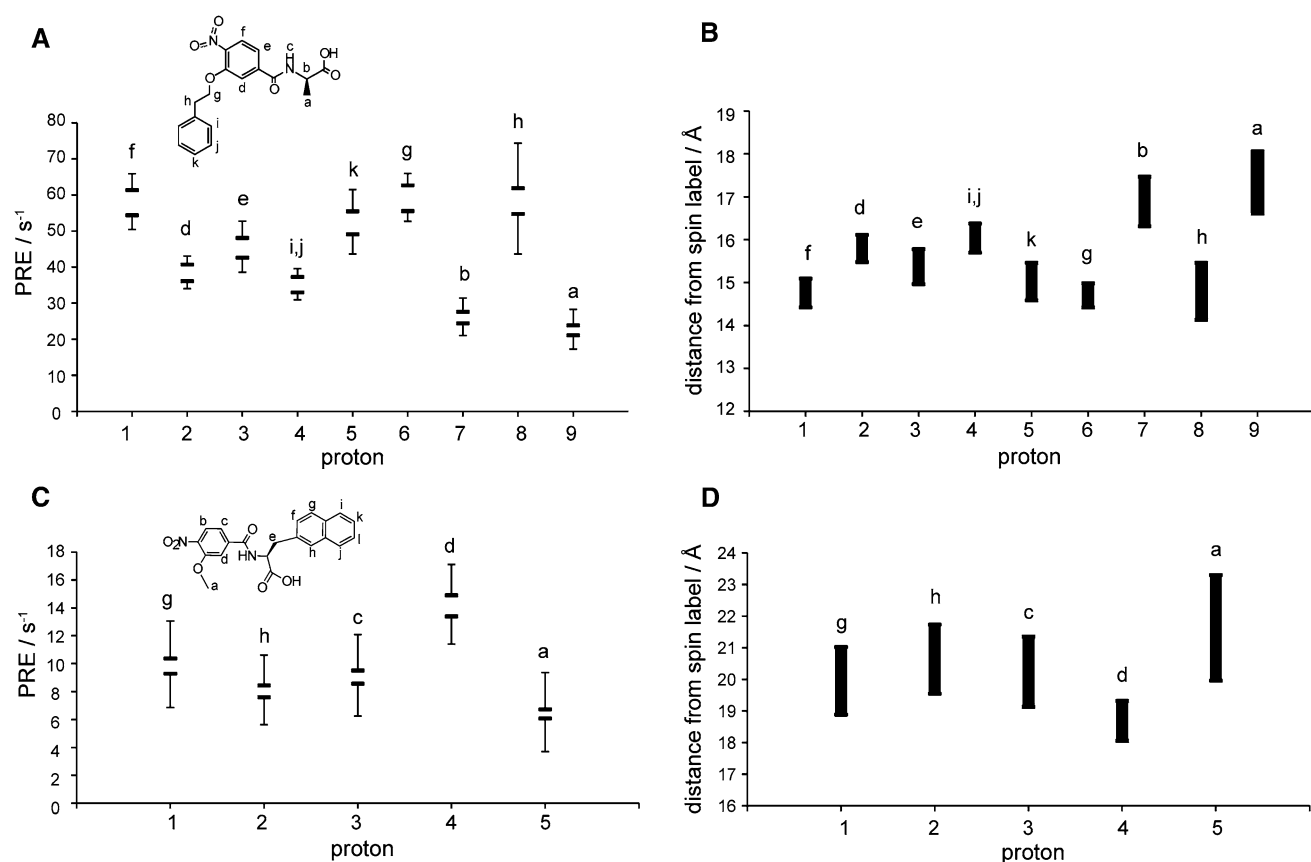 A
O
O N f
e c H
b OH
O g d O N a O
h
i
j
k
PRE / s-1
80
70
60
50
40
30
20
10
0
f d e i,j k g b h a
1 2 3 4 5 6 7 8 9
proton
B
distance from spin label / Å
19
18
17
16
15
14
13
12
f d e i,j k g b h a
1 2 3 4 5 6 7 8 9
proton
C
b c O f g i k
O2N d HN e h j l
O a O OH
PRE / s-1
18
16
14
12
10
8
6
4
2
0
g h c d a
1 2 3 4 5
proton
D
distance from spin label / Å
24
23
22
21
20
19
18
17
16
g h c d a
1 2 3 4 5
proton